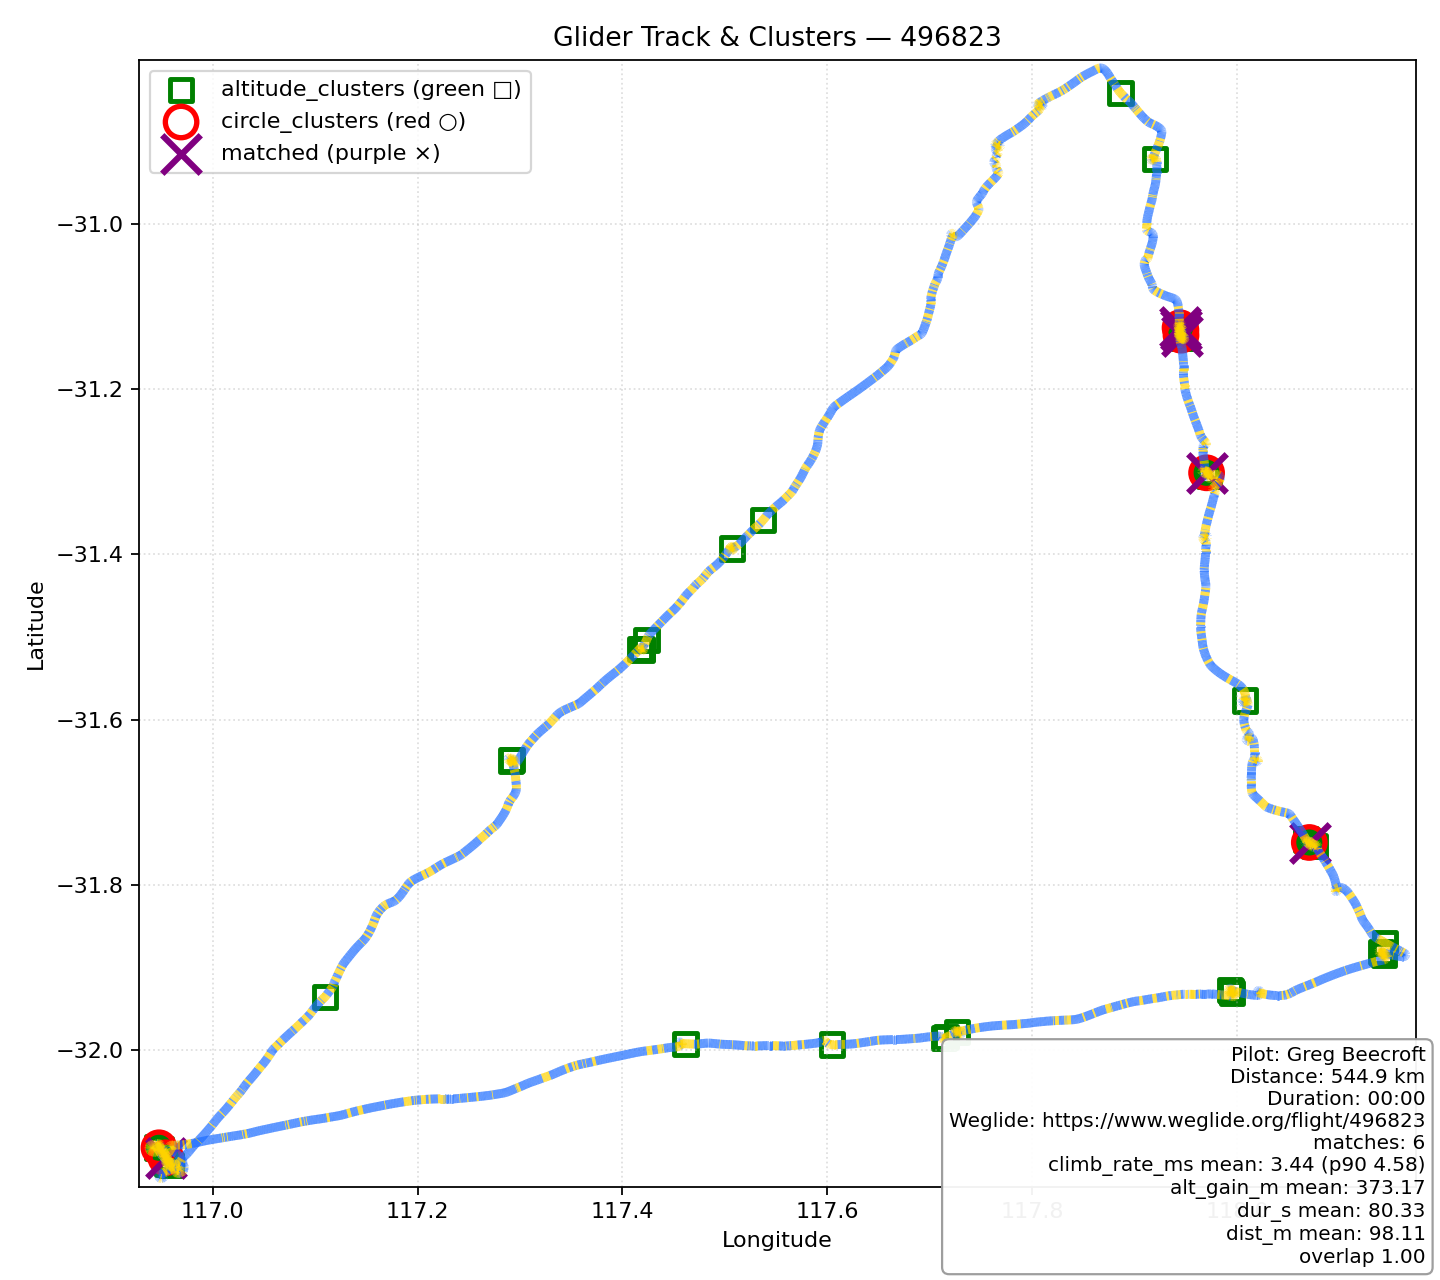 Glider Track & Clusters — 496823
altitude_clusters (green □)
circle_clusters (red ○)
matched (purple ×)
Latitude
−31.0
−31.2
−31.4
−31.6
−31.8
−32.0
117.0
117.2
117.4
117.6
117.8
Longitude
Pilot: Greg Beecroft
Distance: 544.9 km
Duration: 00:00
Weglide: https://www.weglide.org/flight/496823
matches: 6
climb_rate_ms mean: 3.44 (p90 4.58)
alt_gain_m mean: 373.17
dur_s mean: 80.33
dist_m mean: 98.11
overlap 1.00